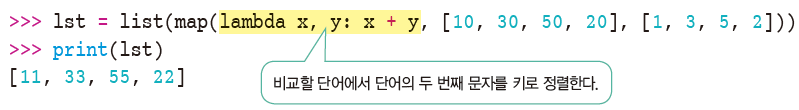 >>> lst = list(map(lambda x, y: x + y, [10, 30, 50, 20], [1, 3, 5, 2]))
>>> print(lst)
[11, 33, 55, 22]
비교할 단어에서 단어의 두 번째 문자를 키로 정렬한다.